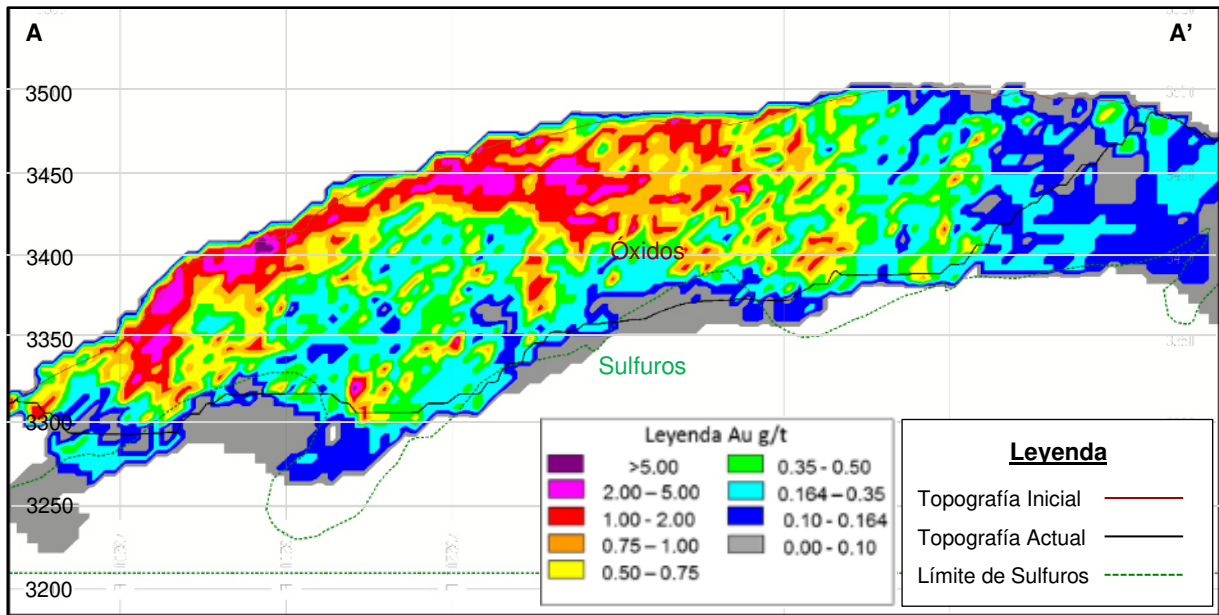 A A'
3500
3450
3400
3350
3300
3250
3200
Óxidos
Sulfuros
Leyenda Au g/t
>5.00
2.00 – 5.00
1.00 - 2.00
0.75 – 1.00
0.50 – 0.75
0.35 - 0.50
0.164 – 0.35
0.10 - 0.164
0.00 - 0.10
Leyenda
Topografía Inicial
Topografía Actual
Límite de Sulfuros